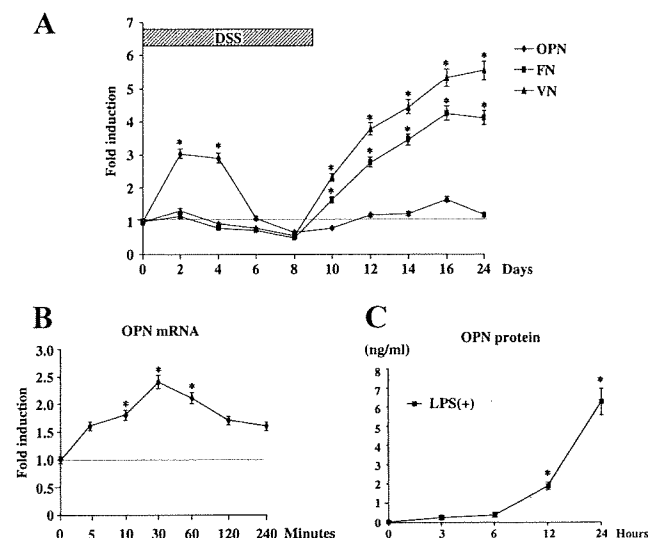 A
7
6
5
4
3
2
1
0
Fold induction
DSS
OPN
FN
VN
* * * * * * * * * * * *
0 2 4 6 8 10 12 14 16 24 Days
B
OPN mRNA
3.0
2.5
2.0
1.5
1.0
0.5
0.0
Fold induction
* * *
0 5 10 30 60 120 240 Minutes
C
OPN protein
(ng/ml)
8
7
6
5
4
3
2
1
0
LPS(+)
* *
0 3 6 12 24 Hours